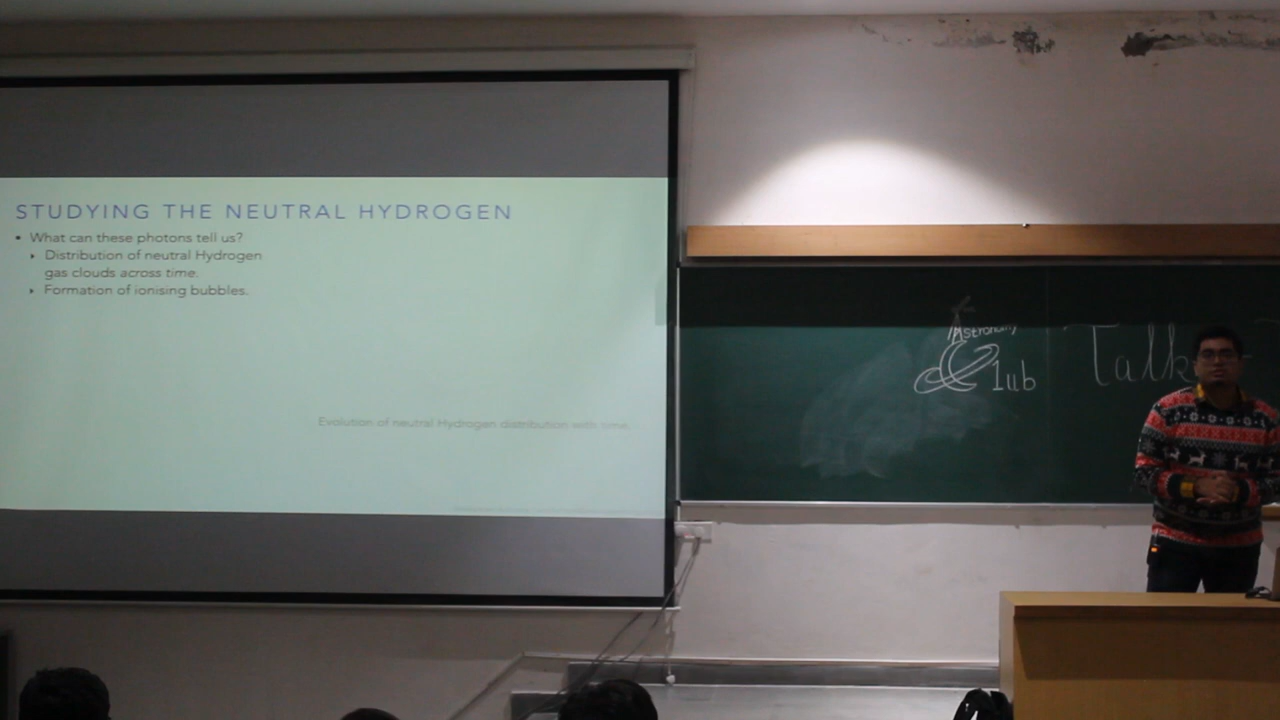 STUDYING THE NEUTRAL HYDROGEN
• What can these photons tell us?
‣ Distribution of neutral Hydrogen
gas clouds across time.
‣ Formation of ionising bubbles.
Evolution of neutral Hydrogen distribution with time.
Astronomy
Club
Talk